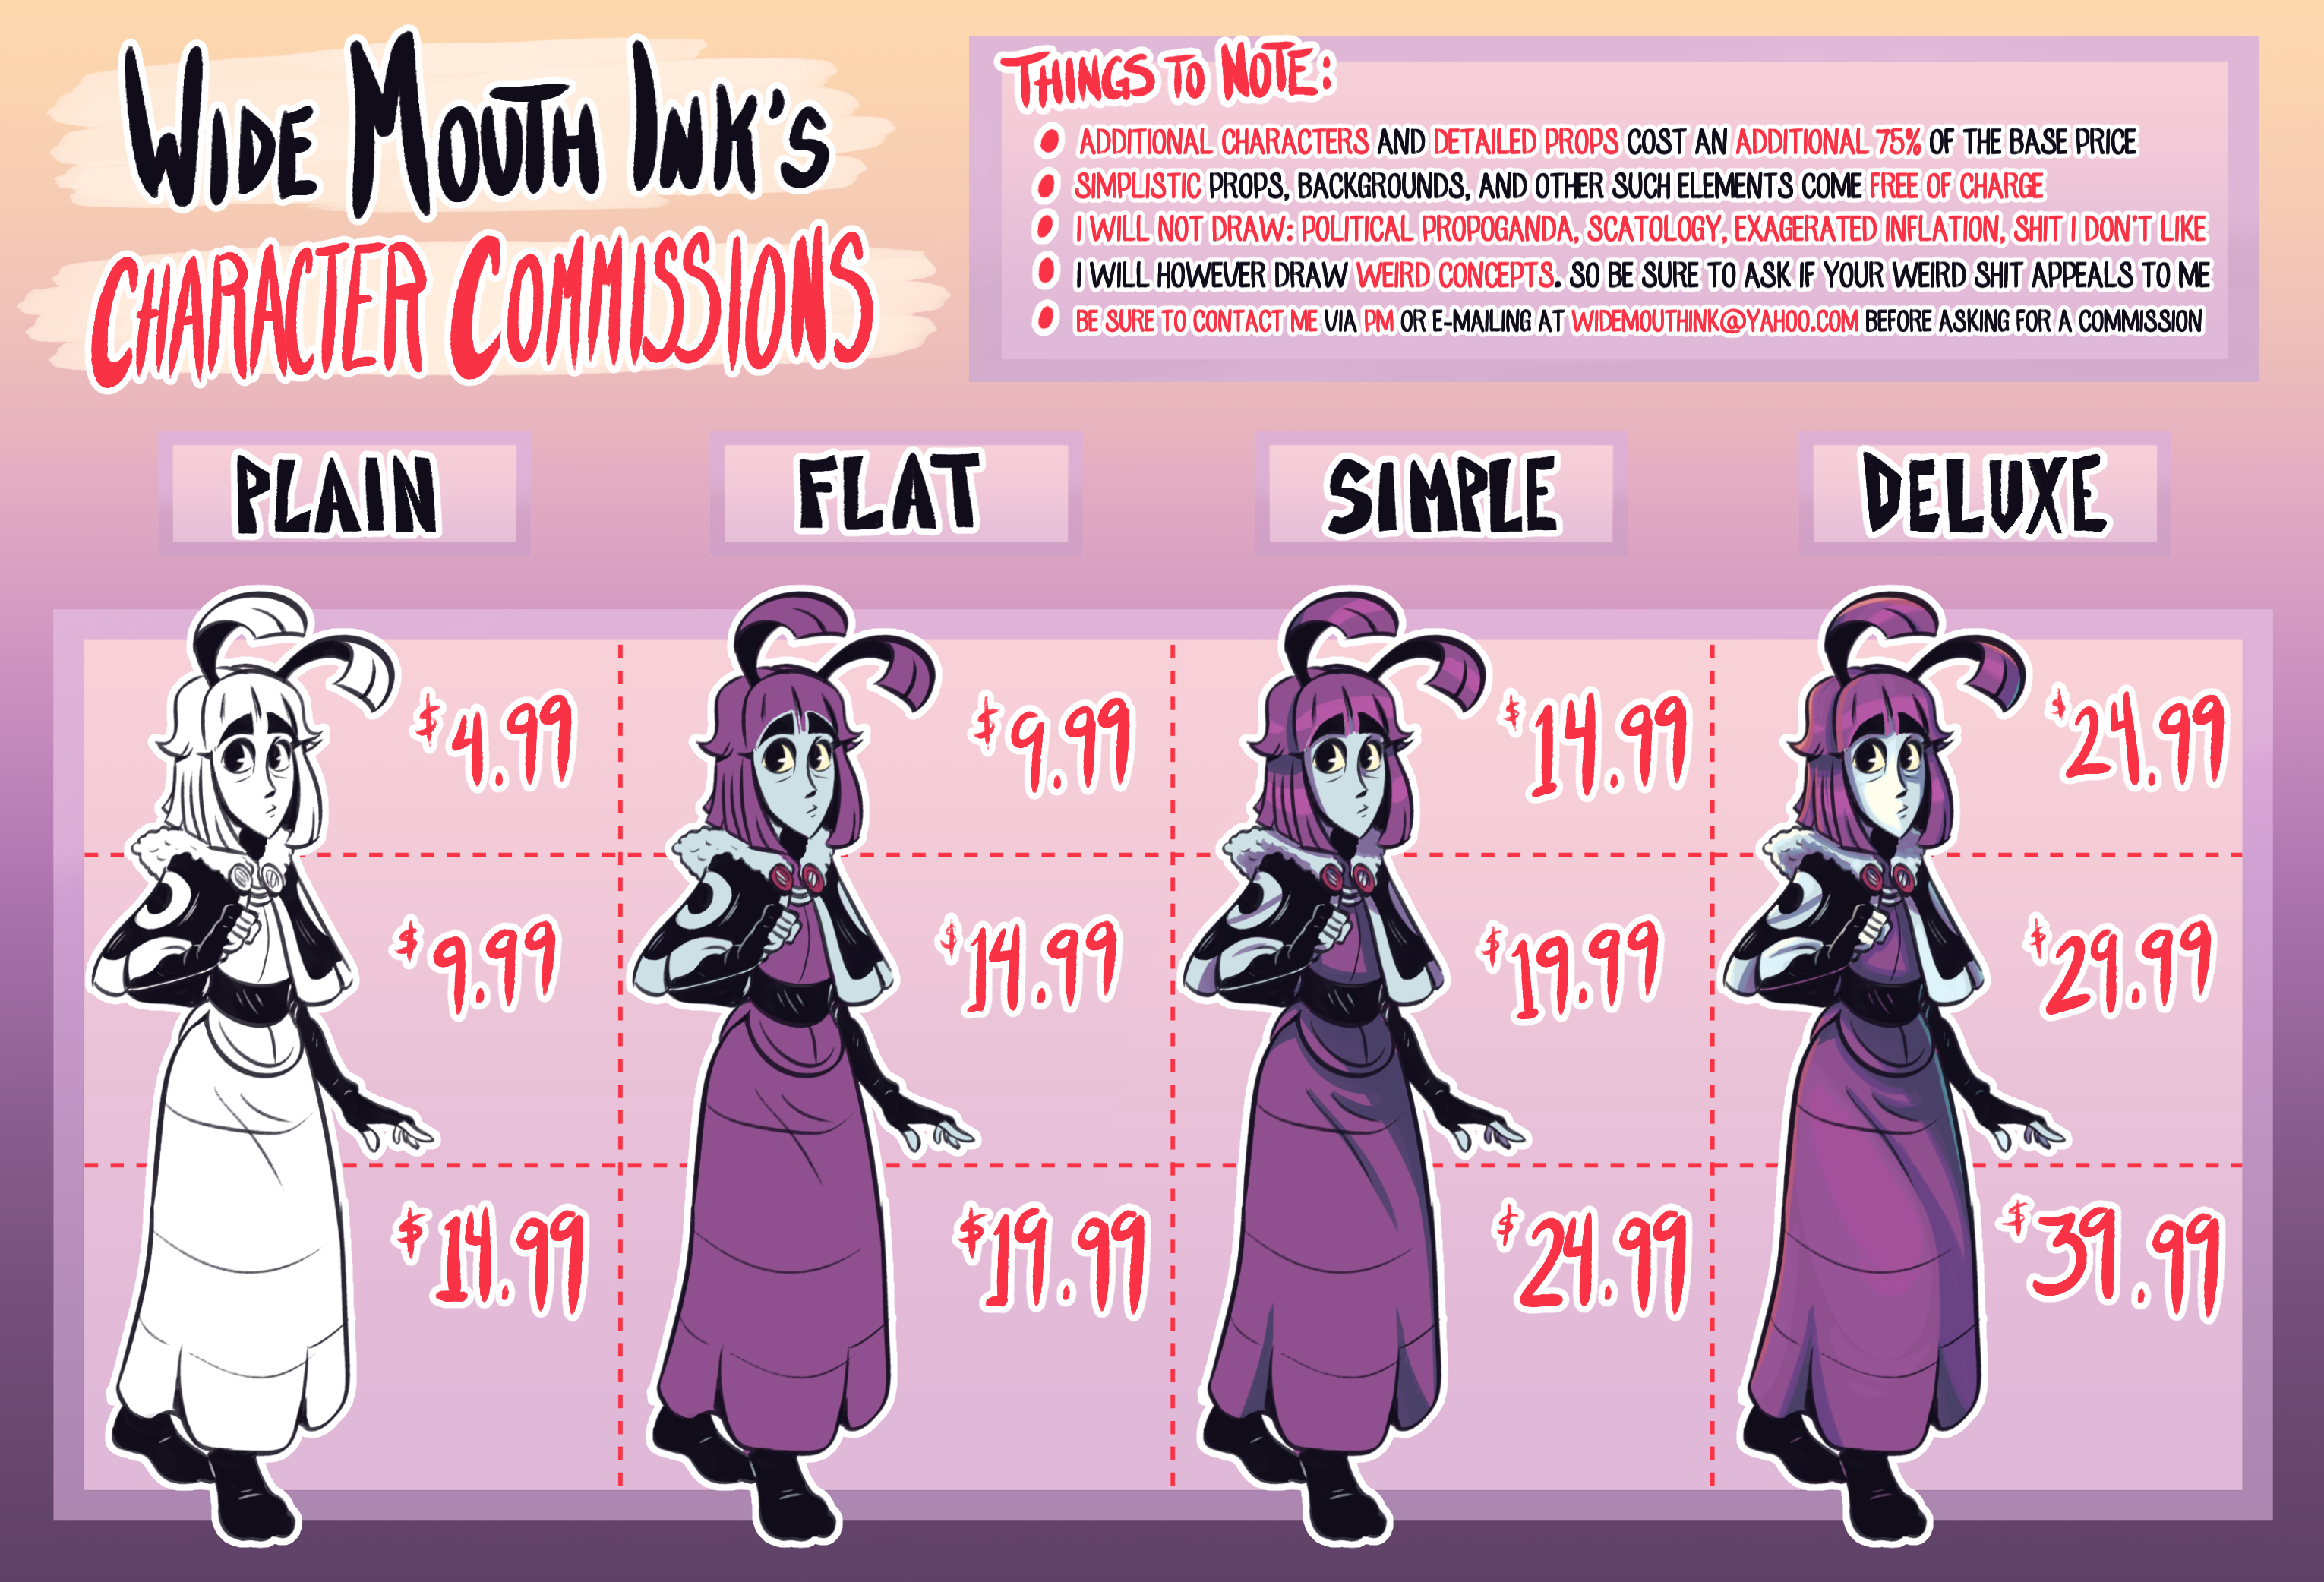 WIDE MOUTH INK'S
CHARACTER COMMISSIONS
THINGS TO NOTE:
ADDITIONAL CHARACTERS AND DETAILED PROPS COST AN ADDITIONAL 75% OF THE BASE PRICE
SIMPLISTIC PROPS, BACKGROUNDS, AND OTHER SUCH ELEMENTS COME FREE OF CHARGE
I WILL NOT DRAW: POLITICAL PROPOGANDA, SCATOLOGY, EXAGERATED INFLATION, SHIT I DON'T LIKE
I WILL HOWEVER DRAW WEIRD CONCEPTS. SO BE SURE TO ASK IF YOUR WEIRD SHIT APPEALS TO ME
BE SURE TO CONTACT ME VIA PM OR E-MAILING AT WIDEMOUTHINK@YAHOO.COM BEFORE ASKING FOR A COMMISSION
PLAIN FLAT SIMPLE DELUXE
$4.99 $9.99 $14.99 $24.99
$9.99 $14.99 $19.99 $29.99
$14.99 $19.99 $24.99 $39.99